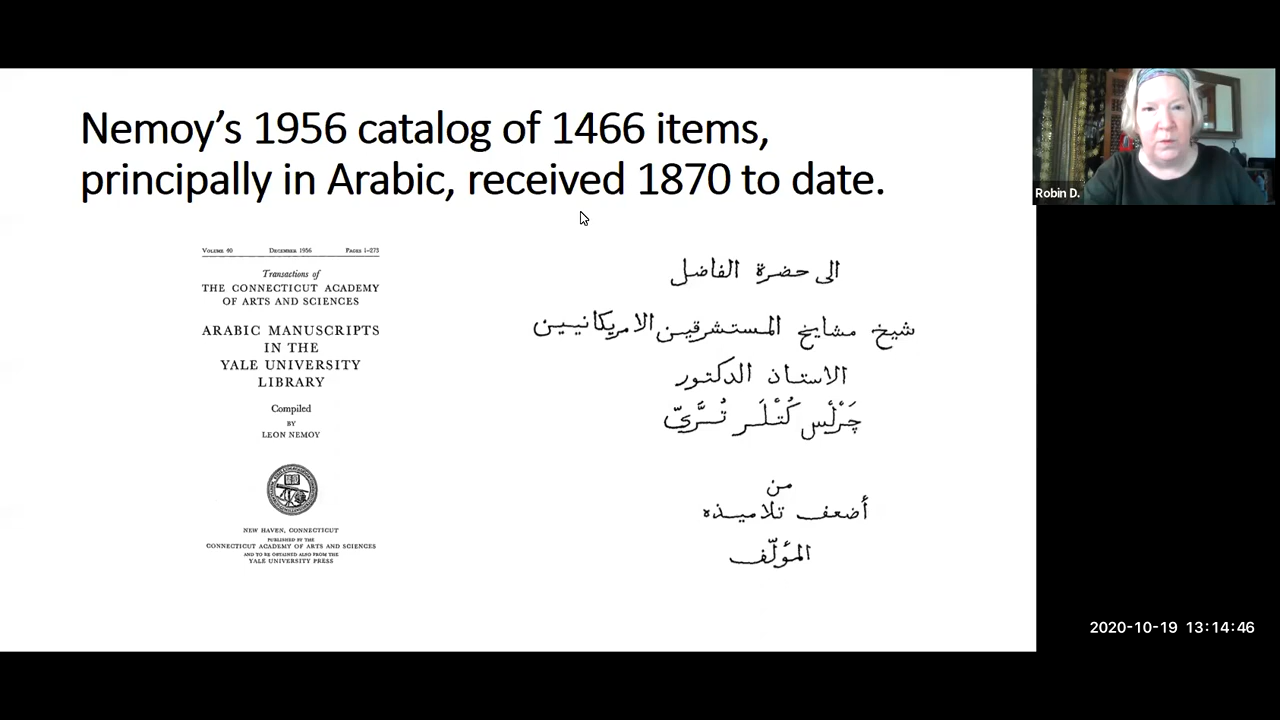 Nemoy’s 1956 catalog of 1466 items,
principally in Arabic, received 1870 to date.
Robin D.
VOLUME 40 DECEMBER 1956 PAGES 1–273
Transactions of
THE CONNECTICUT ACADEMY
OF ARTS AND SCIENCES
ARABIC MANUSCRIPTS
IN THE
YALE UNIVERSITY
LIBRARY
Compiled
BY
LEON NEMOY
NEW HAVEN, CONNECTICUT
PUBLISHED BY THE
CONNECTICUT ACADEMY OF ARTS AND SCIENCES
AND TO BE OBTAINED ALSO FROM THE
YALE UNIVERSITY PRESS
الى حضرة الفاضل
شيخ مشايخ المستشرقين الامريكانيين
الاستاذ الدكتور
چَرْلْس كُتْلَر تُرَّيّ
من
أضعف تلاميذه
المؤلّف
2020-10-19 13:14:46